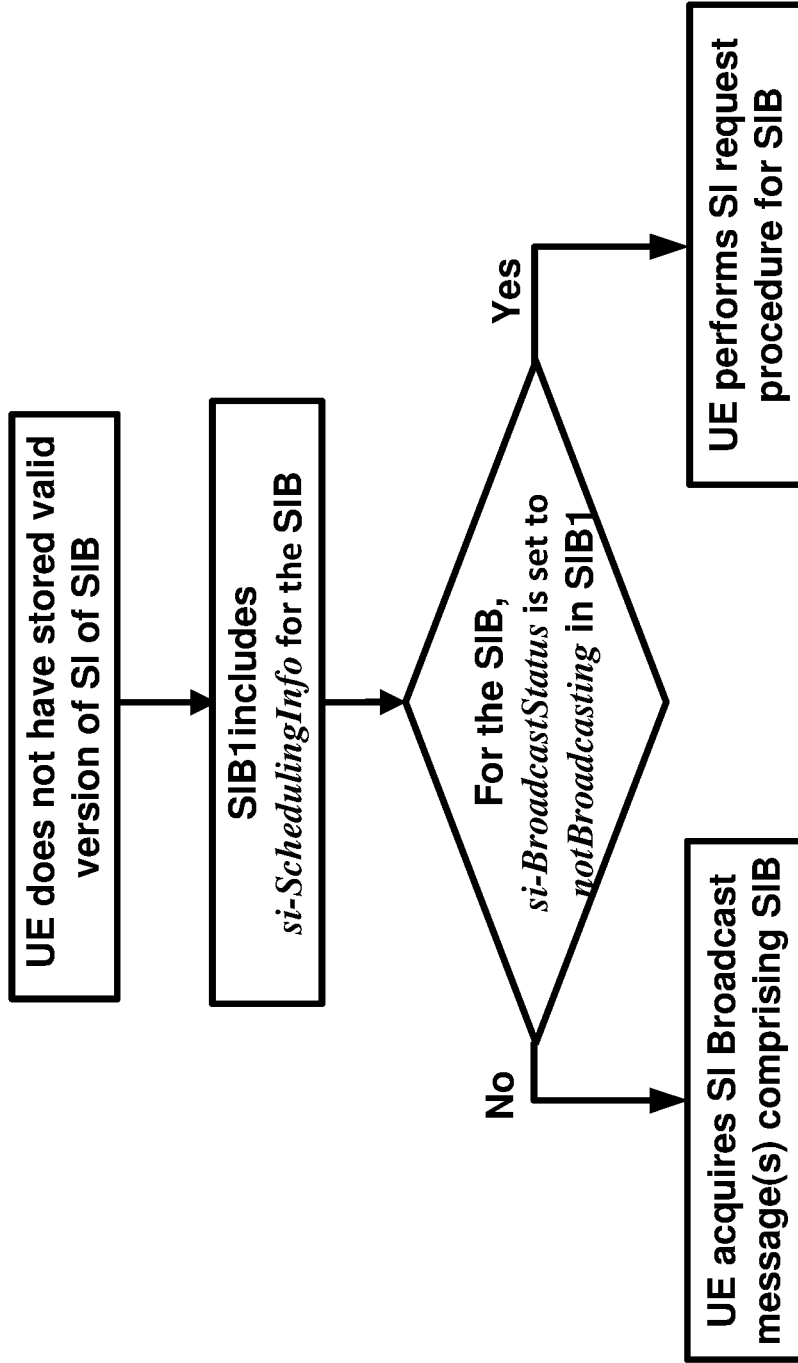 UE does not have stored valid
version of SI of SIB
SIB1includes
si-SchedulingInfo for the SIB
For the SIB,
si-BroadcastStatus is set to
notBroadcasting in SIB1
No
Yes
UE acquires SI Broadcast
message(s) comprising SIB
UE performs SI request
procedure for SIB